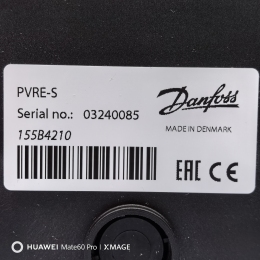 PVRE-S
Serial no.: 03240085
155B4210
Danfoss
MADE IN DENMARK
EAC CE
HUAWEI Mate60 Pro | XMAGE